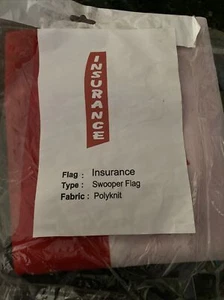 INSURANCE
Flag : Insurance
Type : Swooper Flag
Fabric : Polyknit